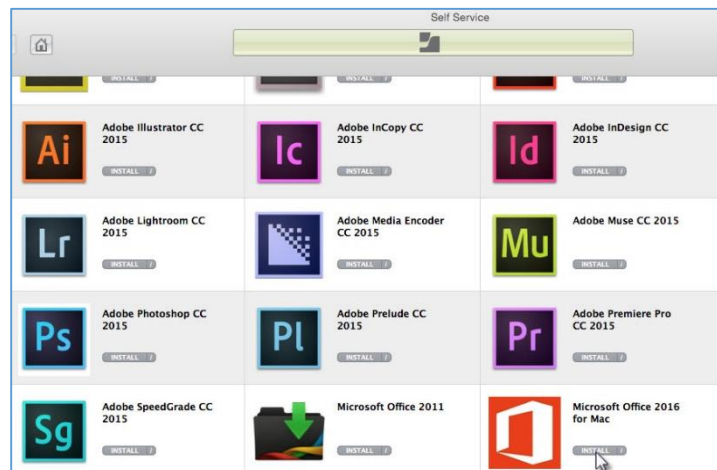 Self Service
INSTALL i
INSTALL i
INSTALL i
Ai
Adobe Illustrator CC
2015
INSTALL i
Ic
Adobe InCopy CC
2015
INSTALL i
Id
Adobe InDesign CC
2015
INSTALL i
Lr
Adobe Lightroom CC
2015
INSTALL i
Adobe Media Encoder
CC 2015
INSTALL i
Mu
Adobe Muse CC 2015
INSTALL i
Ps
Adobe Photoshop CC
2015
INSTALL i
Pl
Adobe Prelude CC
2015
INSTALL i
Pr
Adobe Premiere Pro
CC 2015
INSTALL i
Sg
Adobe SpeedGrade CC
2015
INSTALL i
Microsoft Office 2011
INSTALL i
Microsoft Office 2016
for Mac
INSTALL i